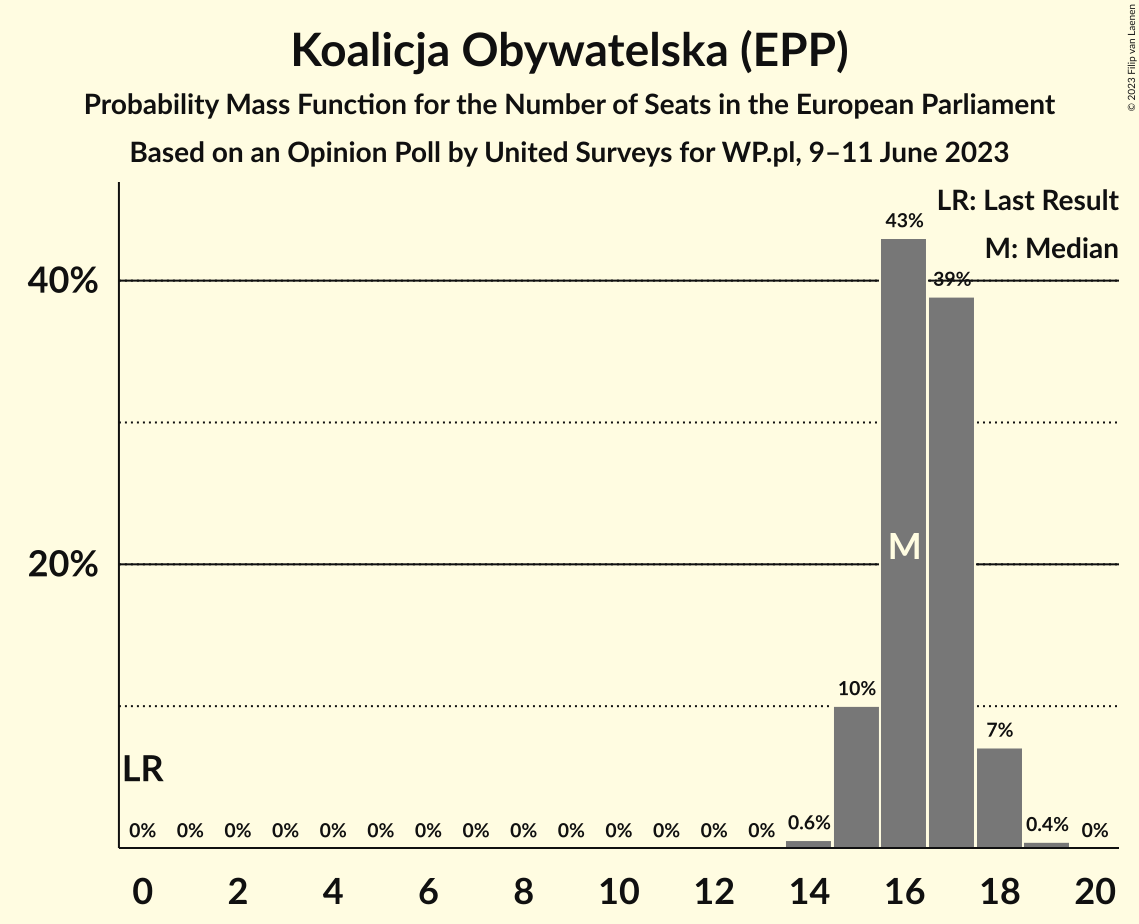 Koalicja Obywatelska (EPP)
Probability Mass Function for the Number of Seats in the European Parliament
Based on an Opinion Poll by United Surveys for WP.pl, 9–11 June 2023
© 2023 Filip van Laenen
LR: Last Result
M: Median
43%
39%
40%
M
20%
10%
7%
LR
0% 0% 0% 0% 0% 0% 0% 0% 0% 0% 0% 0% 0% 0% 0.6% 0.4% 0%
0 2 4 6 8 10 12 14 16 18 20